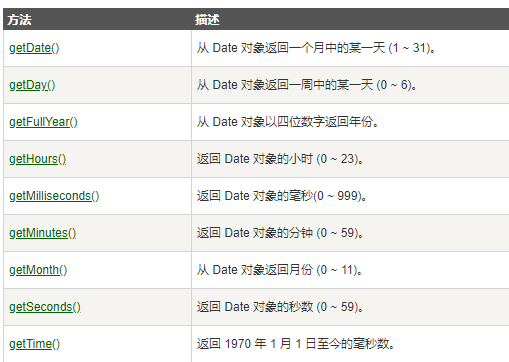 方法 描述
getDate() 从 Date 对象返回一个月中的某一天 (1 ~ 31)。
getDay() 从 Date 对象返回一周中的某一天 (0 ~ 6)。
getFullYear() 从 Date 对象以四位数字返回年份。
getHours() 返回 Date 对象的小时 (0 ~ 23)。
getMilliseconds() 返回 Date 对象的毫秒(0 ~ 999)。
getMinutes() 返回 Date 对象的分钟 (0 ~ 59)。
getMonth() 从 Date 对象返回月份 (0 ~ 11)。
getSeconds() 返回 Date 对象的秒数 (0 ~ 59)。
getTime() 返回 1970 年 1 月 1 日至今的毫秒数。